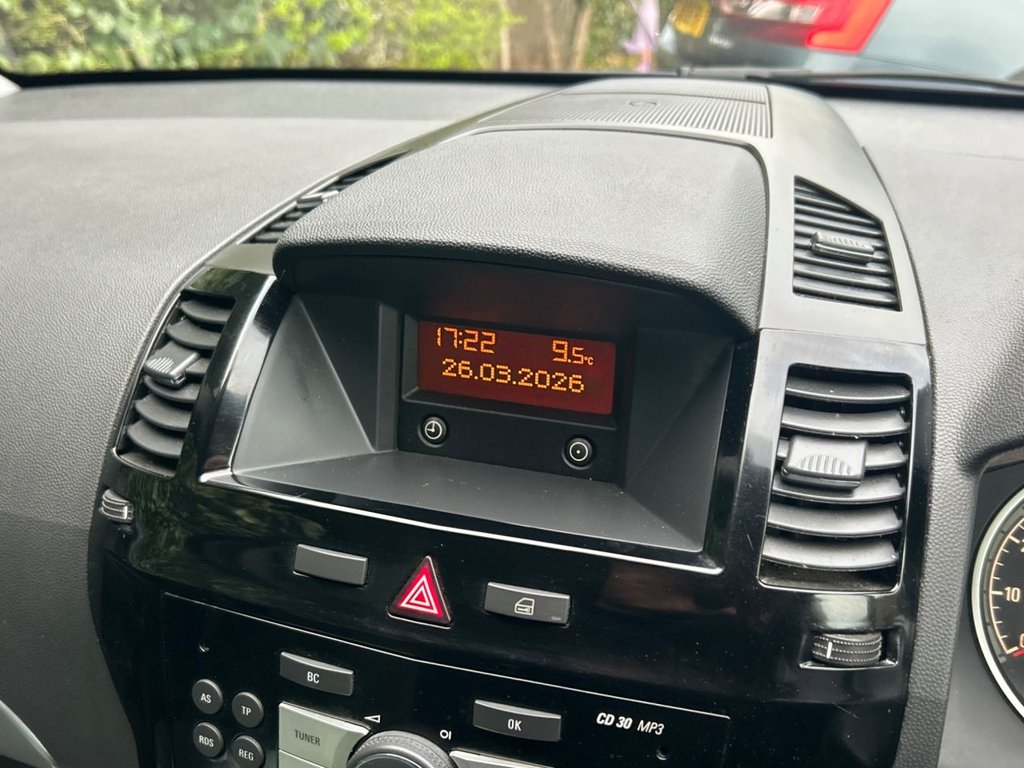 17:22 9.5°C
26.03.2026
BC
AS TP
OK
CD 30 MP3
TUNER
RDS REG
10